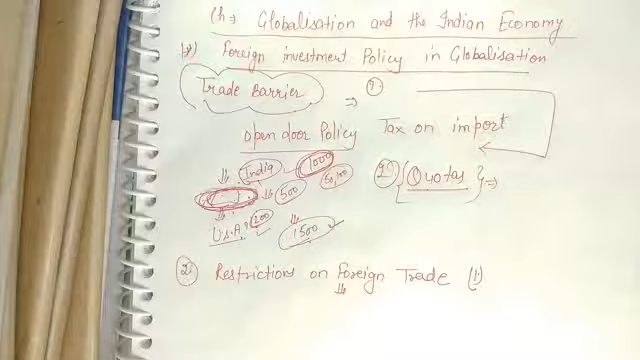 Ch ⇒ Globalisation and the Indian Economy
Foreign investment Policy in Globalisation
Trade Barrier ⇒ 1.
open door Policy Tax on import
India 1000
500 50,100 2. {Quotas} ⇒
U.S.A 200 1500
2. Restrictions on Foreign Trade (1)